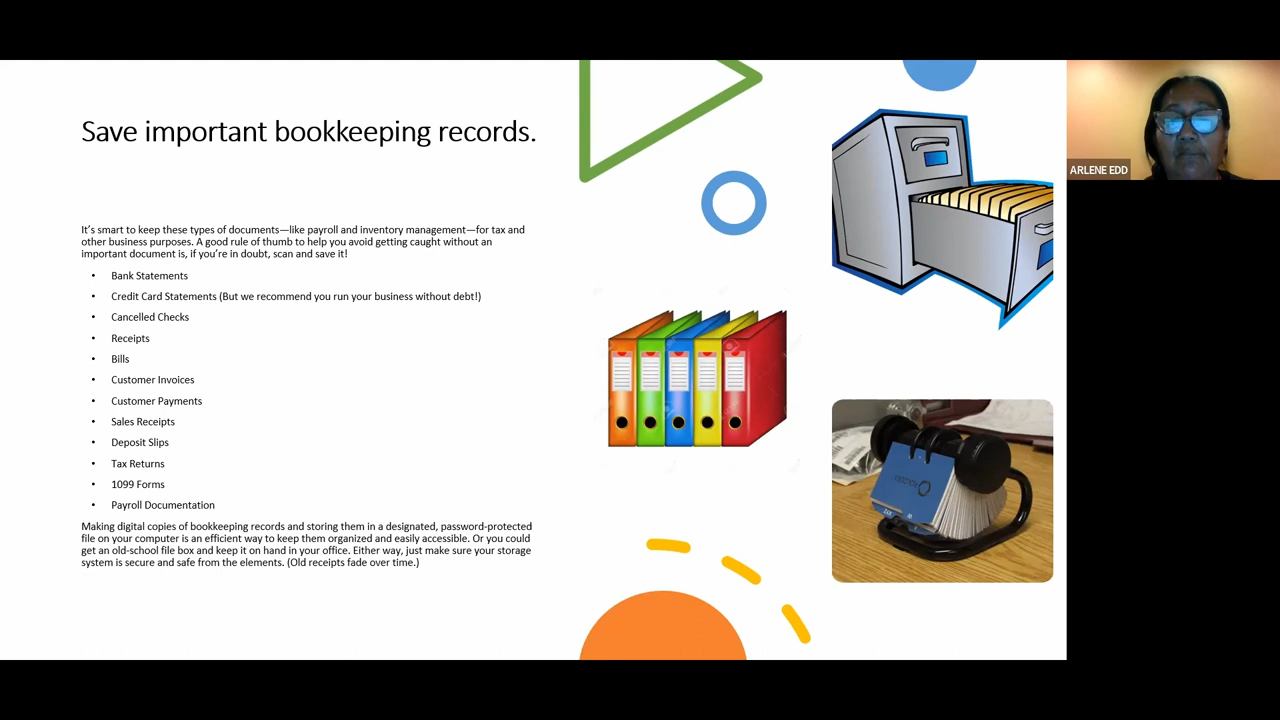 Save important bookkeeping records.
It's smart to keep these types of documents—like payroll and inventory management—for tax and
other business purposes. A good rule of thumb to help you avoid getting caught without an
important document is, if you're in doubt, scan and save it!
• Bank Statements
• Credit Card Statements (But we recommend you run your business without debt!)
• Cancelled Checks
• Receipts
• Bills
• Customer Invoices
• Customer Payments
• Sales Receipts
• Deposit Slips
• Tax Returns
• 1099 Forms
• Payroll Documentation
Making digital copies of bookkeeping records and storing them in a designated, password-protected
file on your computer is an efficient way to keep them organized and easily accessible. Or you could
get an old-school file box and keep it on hand in your office. Either way, just make sure your storage
system is secure and safe from the elements. (Old receipts fade over time.)
ARLENE EDD